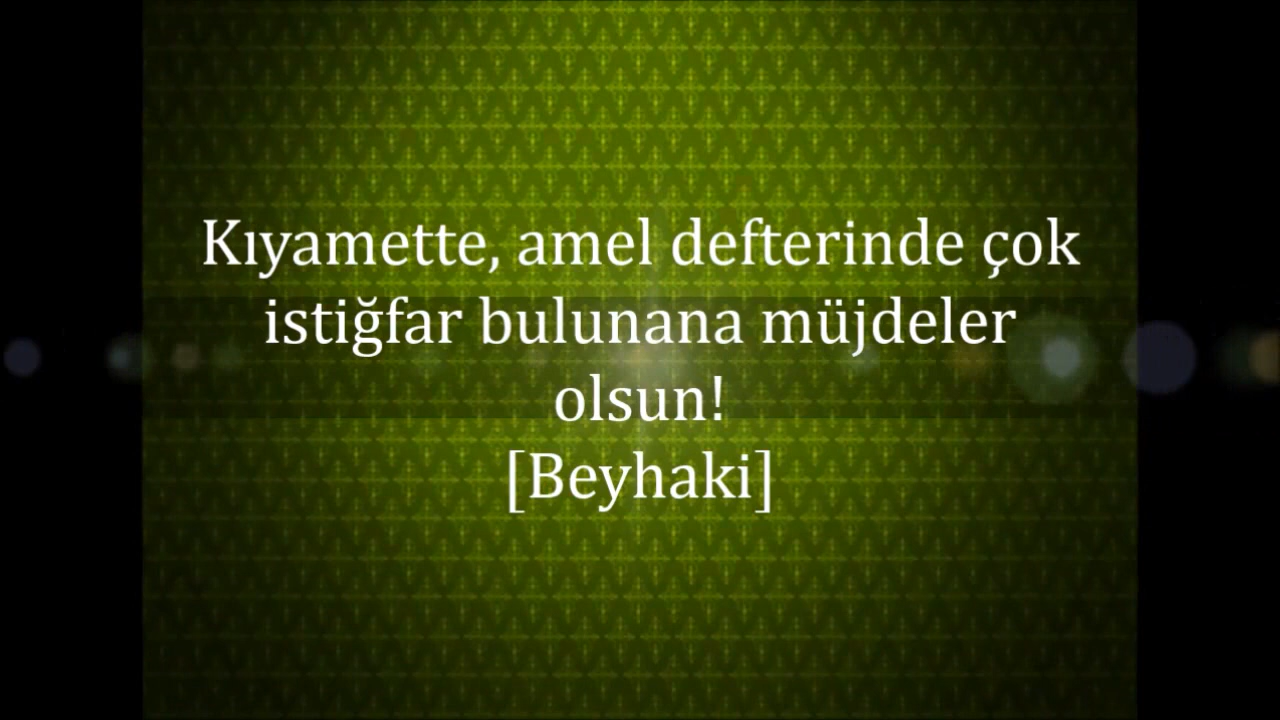 Kıyamette, amel defterinde çok
istiğfar bulunana müjdeler
olsun!
[Beyhaki]